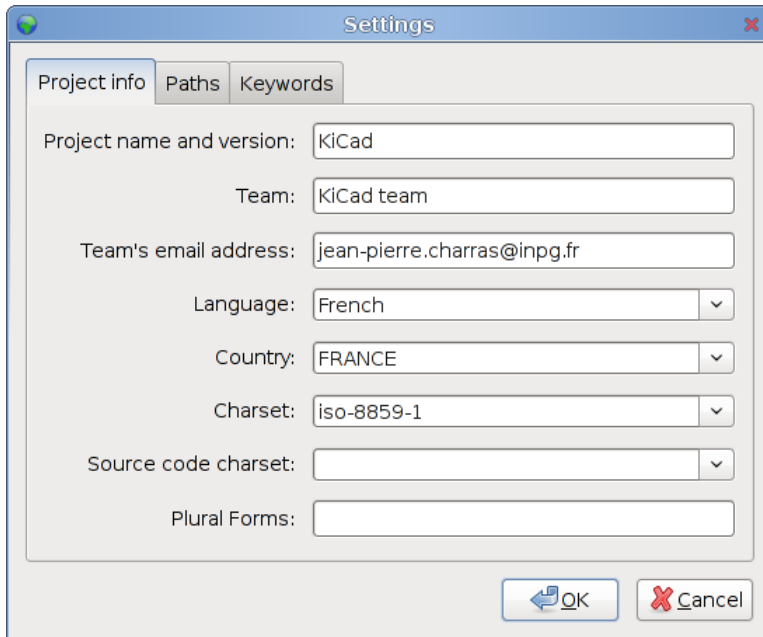 Settings
Project info Paths Keywords
Project name and version: KiCad
Team: KiCad team
Team's email address: jean-pierre.charras@inpg.fr
Language: French
Country: FRANCE
Charset: iso-8859-1
Source code charset:
Plural Forms:
OK Cancel